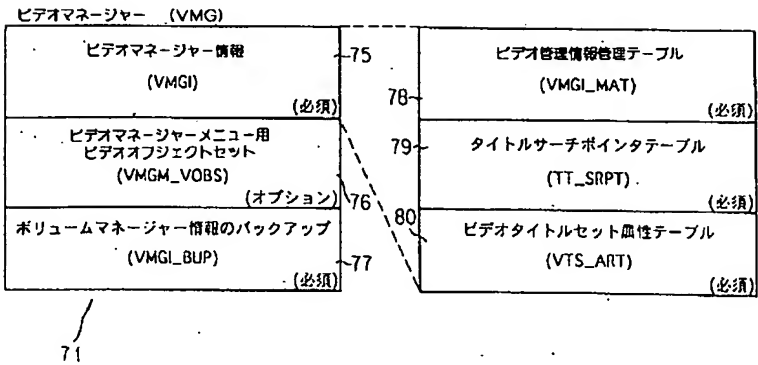 ビデオマネージャー (VMG)
ビデオマネージャー情報
(VMGI)
(必須)
75
ビデオマネージャーメニュー用
ビデオオブジェクトセット
(VMGM_VOBS)
(オプション)
76
ボリュームマネージャー情報のバックアップ
(VMGI_BUP)
(必須)
77
71
ビデオ管理情報管理テーブル
(VMGI_MAT)
(必須)
78
タイトルサーチポインタテーブル
(TT_SRPT)
(必須)
79
ビデオタイトルセット属性テーブル
(VTS_ART)
(必須)
80